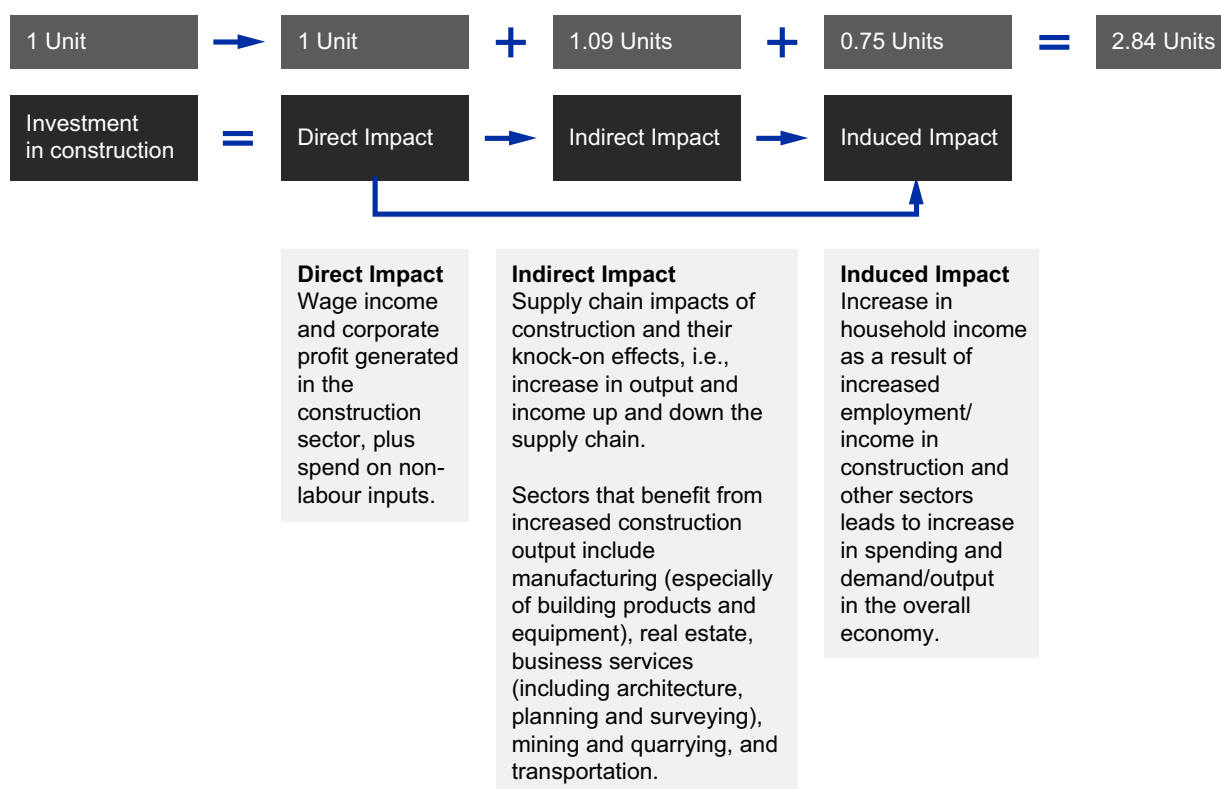 1 Unit
1 Unit
+
1.09 Units
+
0.75 Units
=
2.84 Units
Investment
in construction
=
Direct Impact
Indirect Impact
Induced Impact
Direct Impact
Wage income
and corporate
profit generated
in the
construction
sector, plus
spend on non-
labour inputs.
Indirect Impact
Supply chain impacts of
construction and their
knock-on effects, i.e.,
increase in output and
income up and down the
supply chain.
Sectors that benefit from
increased construction
output include
manufacturing (especially
of building products and
equipment), real estate,
business services
(including architecture,
planning and surveying),
mining and quarrying, and
transportation.
Induced Impact
Increase in
household income
as a result of
increased
employment/
income in
construction and
other sectors
leads to increase
in spending and
demand/output
in the overall
economy.